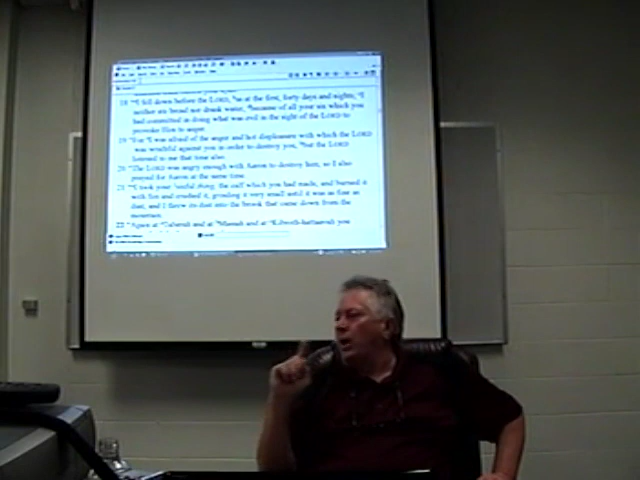 18 "I fell down before the LORD, as at the first, forty days and nights; I
neither ate bread nor drank water, because of all your sin which you
had committed in doing what was evil in the sight of the LORD to
provoke Him to anger.
19 "For I was afraid of the anger and hot displeasure with which the LORD
was wrathful against you in order to destroy you, but the LORD
listened to me that time also.
20 "The LORD was angry enough with Aaron to destroy him; so I also
prayed for Aaron at the same time.
21 "I took your sinful thing, the calf which you had made, and burned it
with fire and crushed it, grinding it very small until it was as fine as
dust; and I threw its dust into the brook that came down from the
mountain.
22 "Again at Taberah and at Massah and at Kibroth-hattaavah you